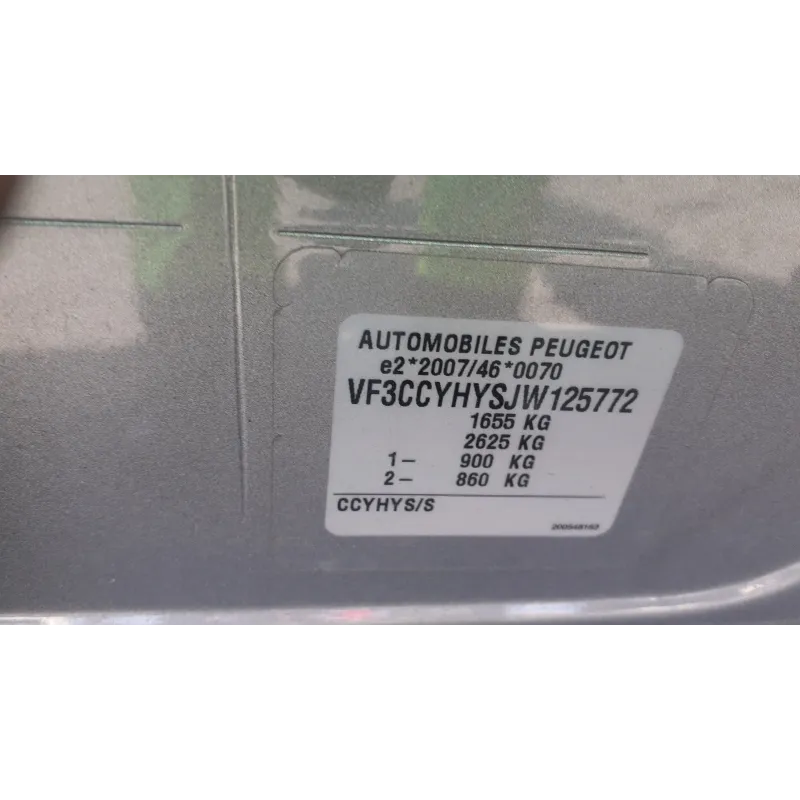 AUTOMOBILES PEUGEOT
e2*2007/46*0070
VF3CCYHYSJW125772
1655 KG
2625 KG
1- 900 KG
2- 860 KG
CCYHYS/S